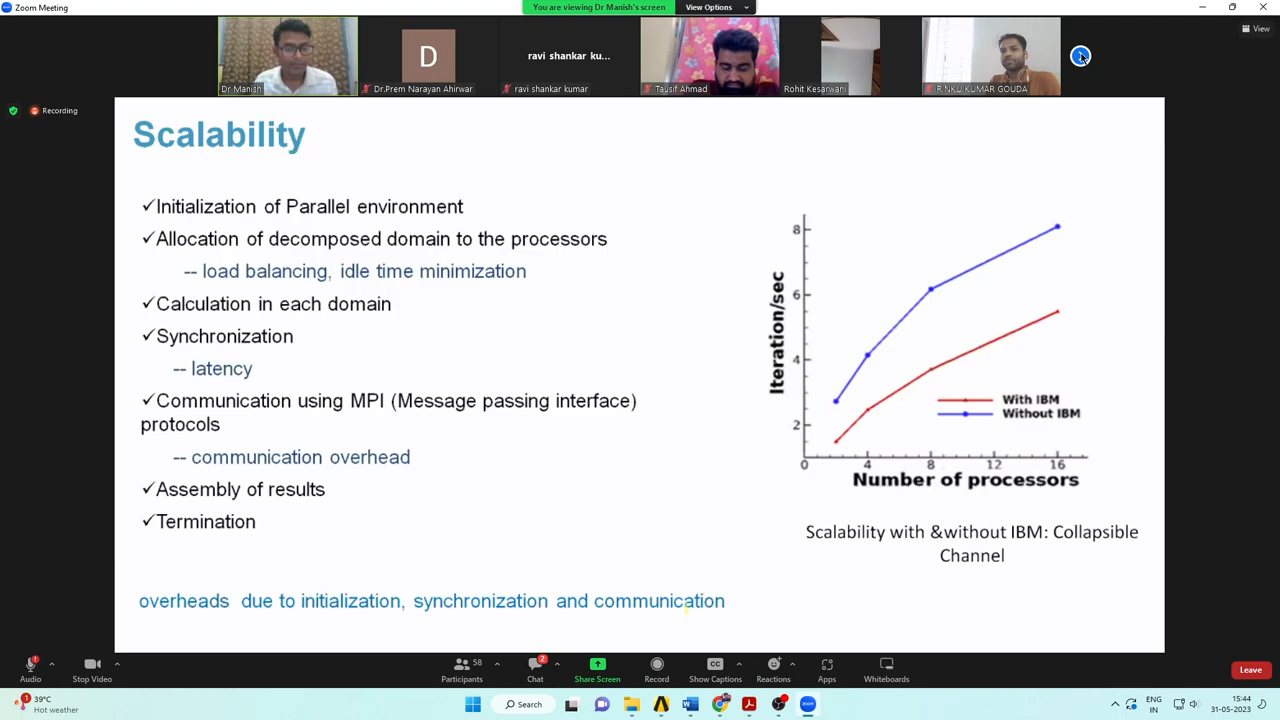 Zoom Meeting
You are viewing Dr Manish's screen
View Options
View
Recording
Dr Manish
D
Dr.Prem Narayan Ahirwar
ravi shankar ku...
ravi shankar kumar
Tausif Ahmad
Rohit Kesarwani
RINKU KUMAR GOUDA
Scalability
✓Initialization of Parallel environment
✓Allocation of decomposed domain to the processors
-- load balancing, idle time minimization
✓Calculation in each domain
✓Synchronization
-- latency
✓Communication using MPI (Message passing interface)
protocols
-- communication overhead
✓Assembly of results
✓Termination
overheads due to initialization, synchronization and communication
8
6
4
2
Iteration/sec
With IBM
Without IBM
0 4 8 12 16
Number of processors
Scalability with &without IBM: Collapsible
Channel
Audio
Stop Video
58
Participants
2
Chat
Share Screen
Record
CC
Show Captions
Reactions
Apps
Whiteboards
Leave
1
39°C
Hot weather
Search
ENG
IN
15:44
31-05-2023